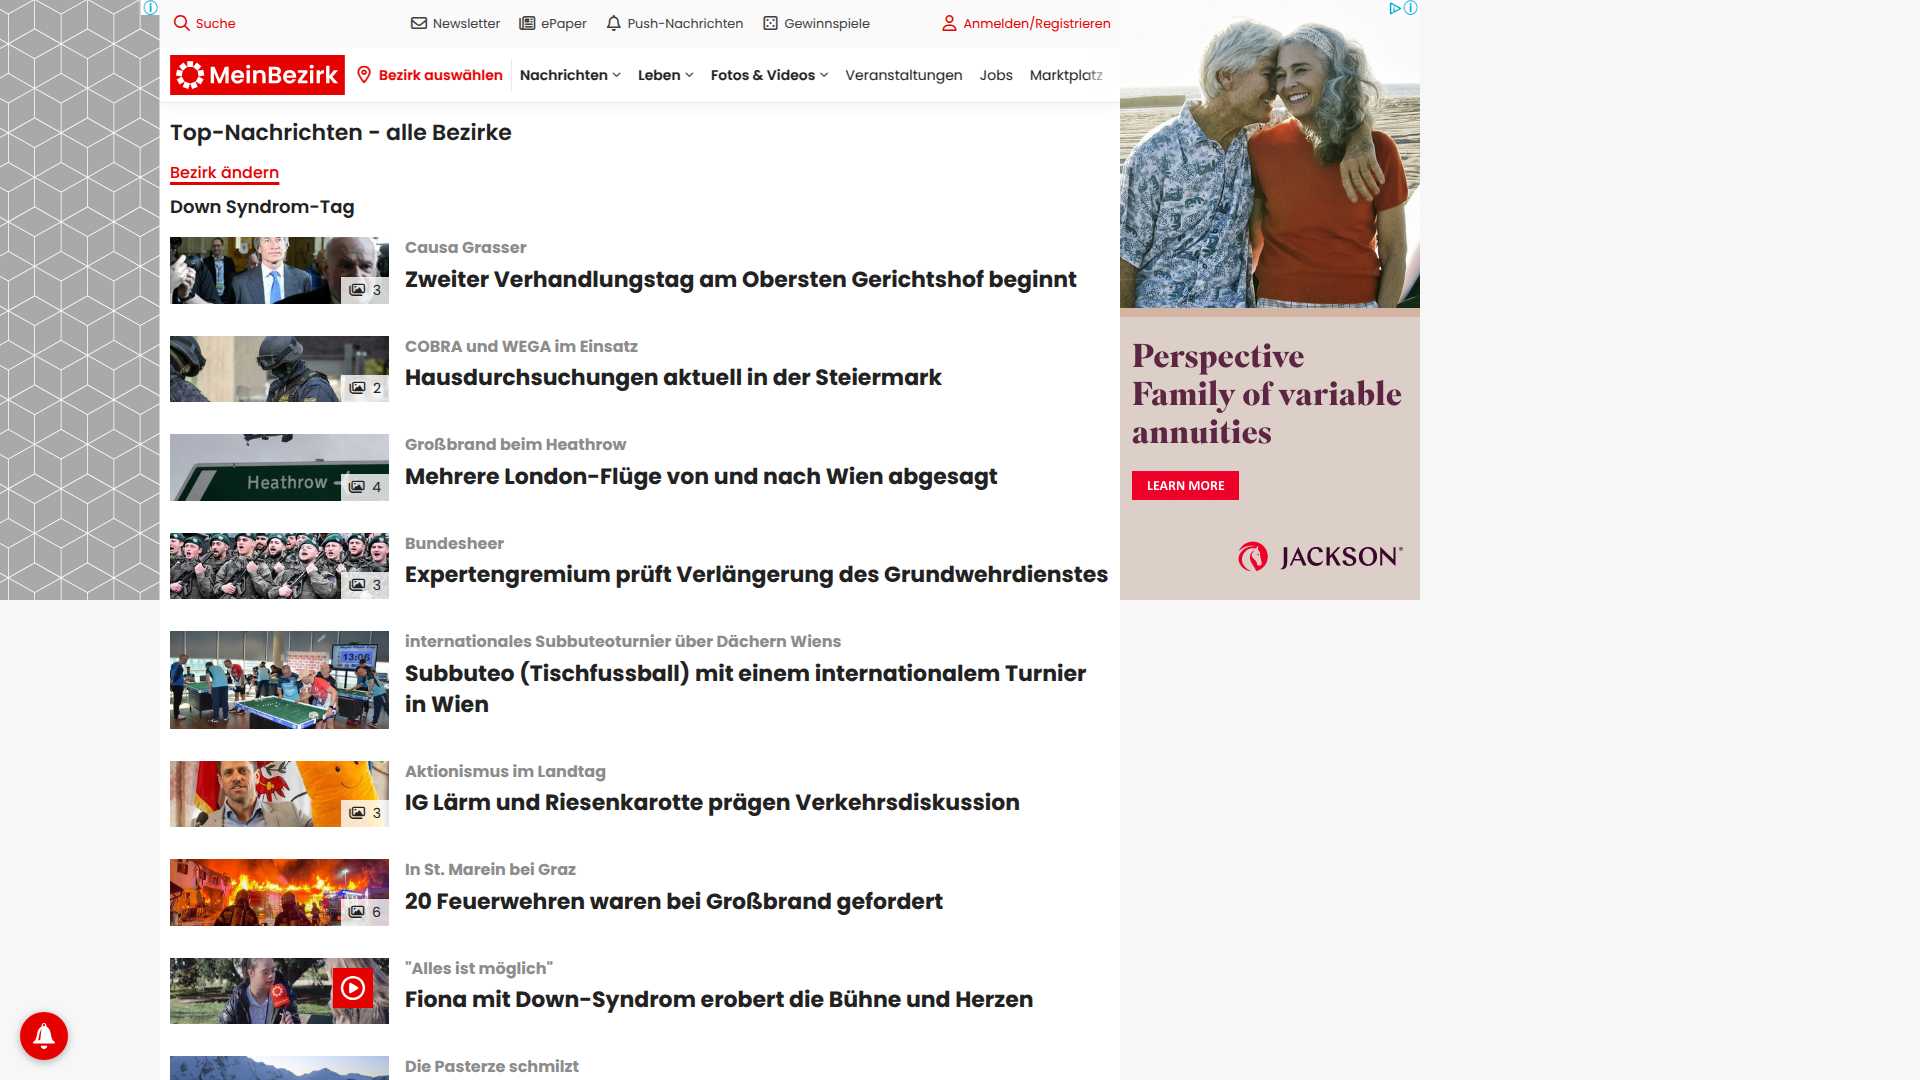 Suche
Newsletter
ePaper
Push-Nachrichten
Gewinnspiele
Anmelden/Registrieren
MeinBezirk
Bezirk auswählen
Nachrichten
Leben
Fotos & Videos
Veranstaltungen
Jobs
Marktplatz
Top-Nachrichten - alle Bezirke
Bezirk ändern
Down Syndrom-Tag
3
Causa Grasser
Zweiter Verhandlungstag am Obersten Gerichtshof beginnt
2
COBRA und WEGA im Einsatz
Hausdurchsuchungen aktuell in der Steiermark
Heathrow
4
Großbrand beim Heathrow
Mehrere London-Flüge von und nach Wien abgesagt
3
Bundesheer
Expertengremium prüft Verlängerung des Grundwehrdienstes
13:06
internationales Subbuteoturnier über Dächern Wiens
Subbuteo (Tischfussball) mit einem internationalem Turnier
in Wien
3
Aktionismus im Landtag
IG Lärm und Riesenkarotte prägen Verkehrsdiskussion
6
In St. Marein bei Graz
20 Feuerwehren waren bei Großbrand gefordert
"Alles ist möglich"
Fiona mit Down-Syndrom erobert die Bühne und Herzen
Die Pasterze schmilzt
Perspective
Family of variable
annuities
LEARN MORE
JACKSON®